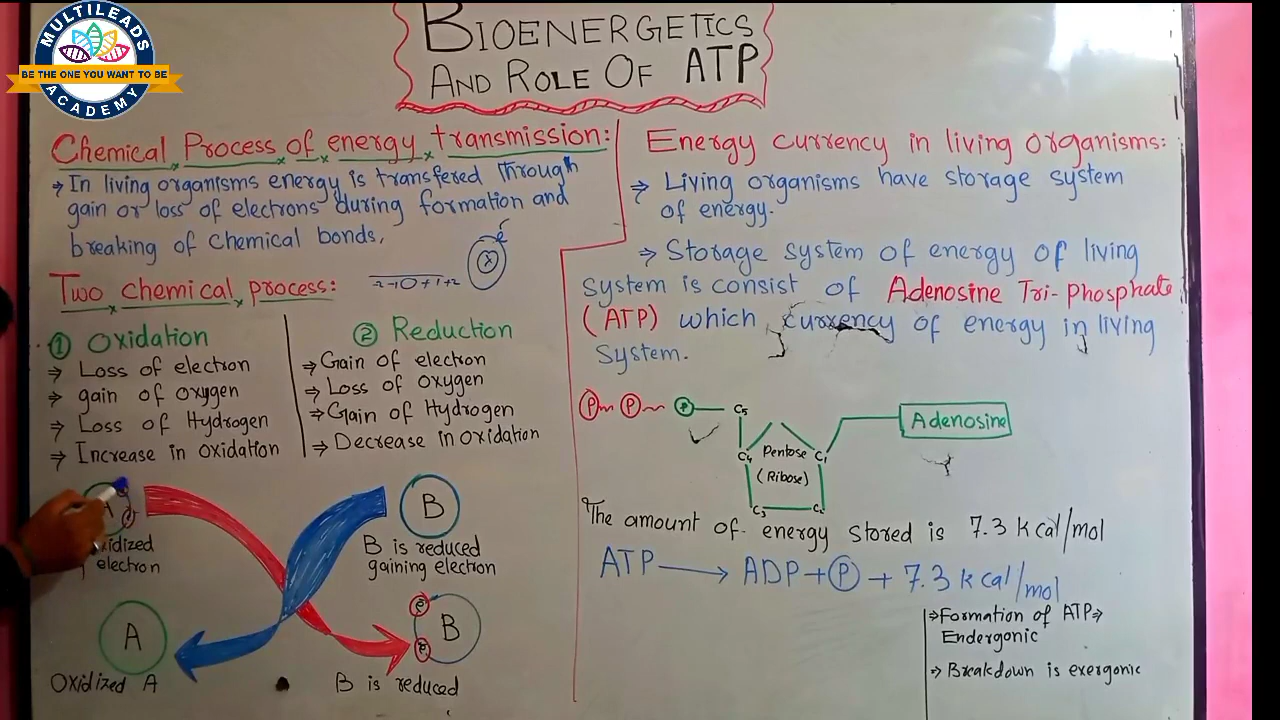 MULTILEADS
BE THE ONE YOU WANT TO BE
ACADEMY
BIOENERGETICS
AND ROLE OF ATP
Chemical Process of energy transmission:
In living organisms energy is transfered through
gain or loss of electrons during formation and
breaking of chemical bonds,
Two chemical process:
① Oxidation
→ Loss of electron
→ gain of oxygen
→ Loss of Hydrogen
→ Increase in oxidation
② Reduction
→ Gain of electron
→ Loss of oxygen
→ Gain of Hydrogen
→ Decrease in oxidation
A
electron
B
B is reduced
gaining electron
A
Oxidized A
e
e
B
B is reduced
Energy currency in living organisms:
→ Living organisms have storage system
of energy.
→ Storage system of energy of living
system is consist of Adenosine Tri-Phosphate
(ATP) which currency of energy in living
system.
P P P C5
C4 Pentose C1
(Ribose)
C3 C2
Adenosine
The amount of energy stored is 7.3 kcal/mol
ATP → ADP + P + 7.3 kcal/mol
→ Formation of ATP →
Endergonic
→ Breakdown is exergonic